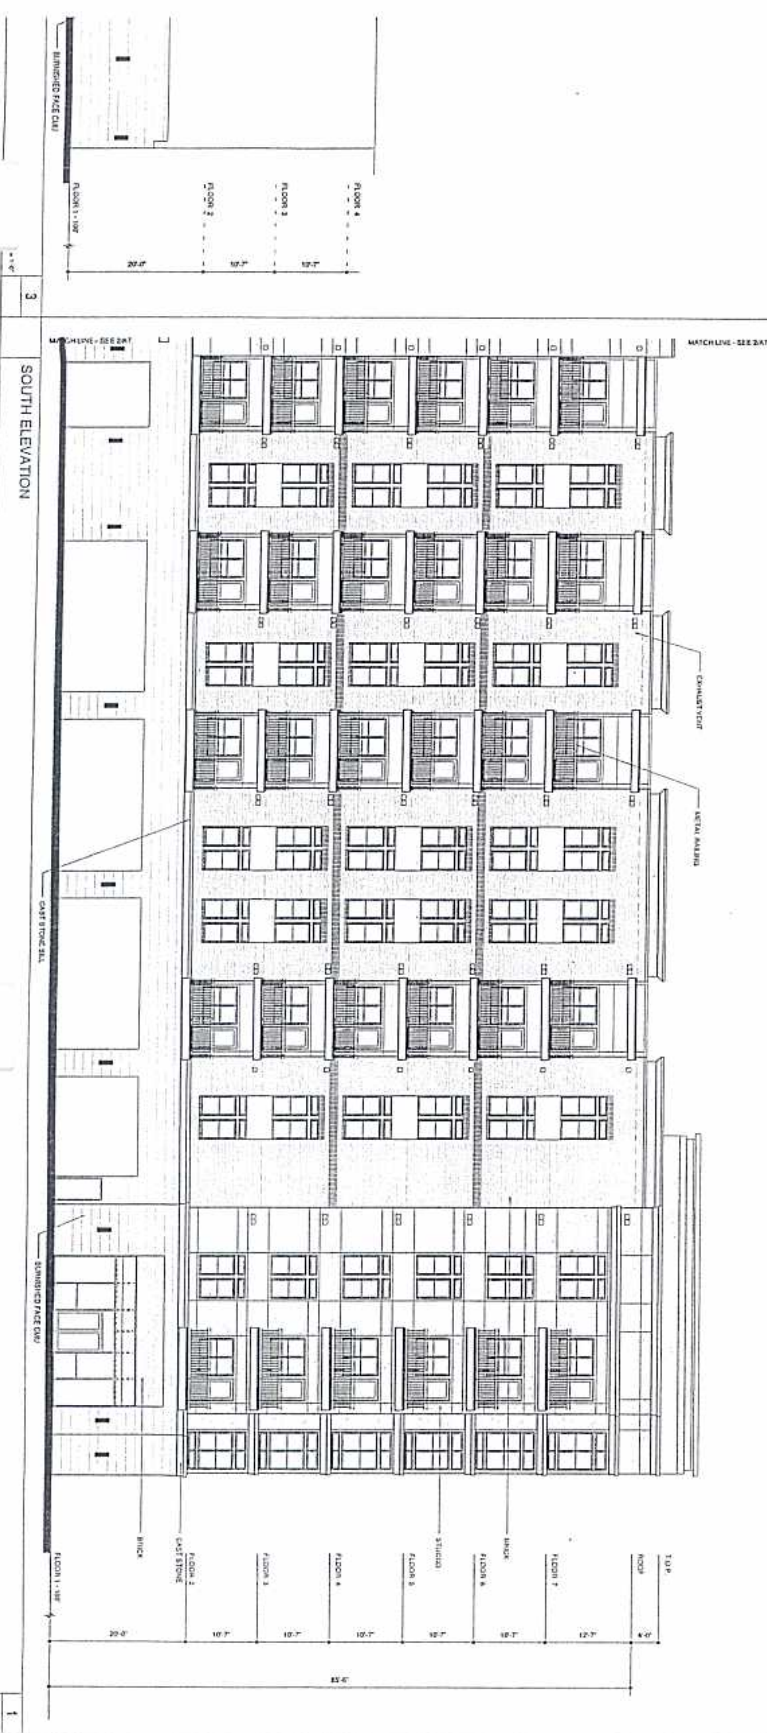 BURNISHED FACE CMU
FLOOR 4
FLOOR 3
FLOOR 2
FLOOR 1 - 100'
10'-7"
10'-7"
20'-0"
3
MATCH LINE - SEE 2/A7
MATCH LINE - SEE 2/A7
EXHAUST VENT
METAL RAILING
CAST STONE SILL
BURNISHED FACE CMU
BRICK
CAST STONE
STUCCO
BRICK
T.O.P.
ROOF
FLOOR 7
FLOOR 6
FLOOR 5
FLOOR 4
FLOOR 3
FLOOR 2
FLOOR 1 - 100'
4'-0"
12'-7"
10'-7"
10'-7"
10'-7"
10'-7"
10'-7"
20'-0"
85'-6"
SOUTH ELEVATION
1